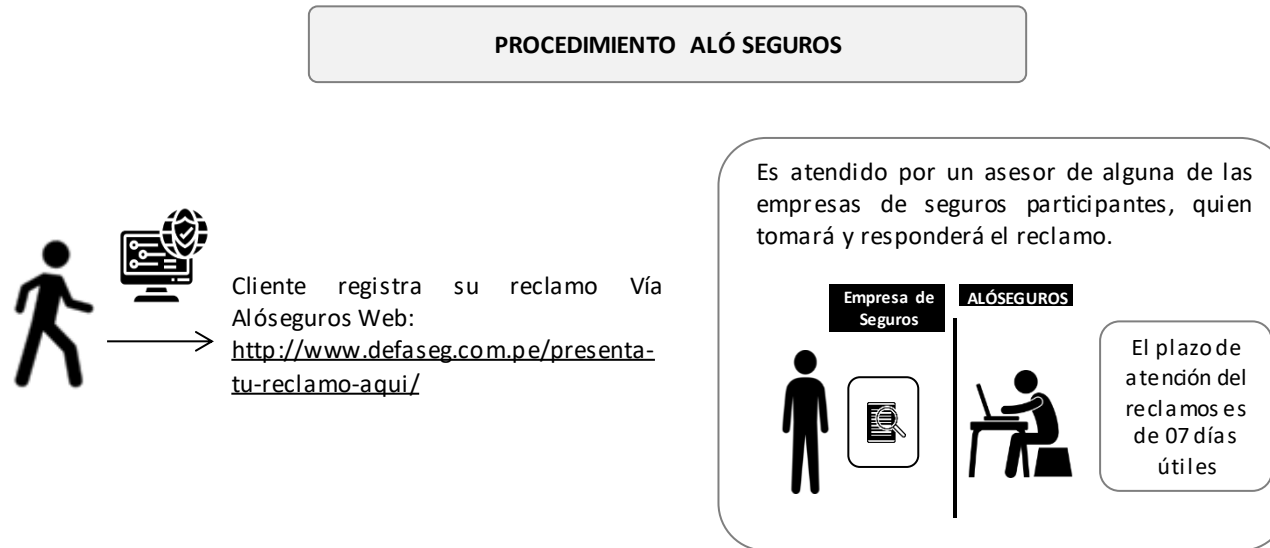 PROCEDIMIENTO ALÓ SEGUROS
Cliente registra su reclamo Vía
Alóseguros Web:
http://www.defaseg.com.pe/presenta-
tu-reclamo-aqui/
Es atendido por un asesor de alguna de las
empresas de seguros participantes, quien
tomará y responderá el reclamo.
Empresa de
Seguros
ALÓSEGUROS
El plazo de
atención del
reclamos es
de 07 días
útiles